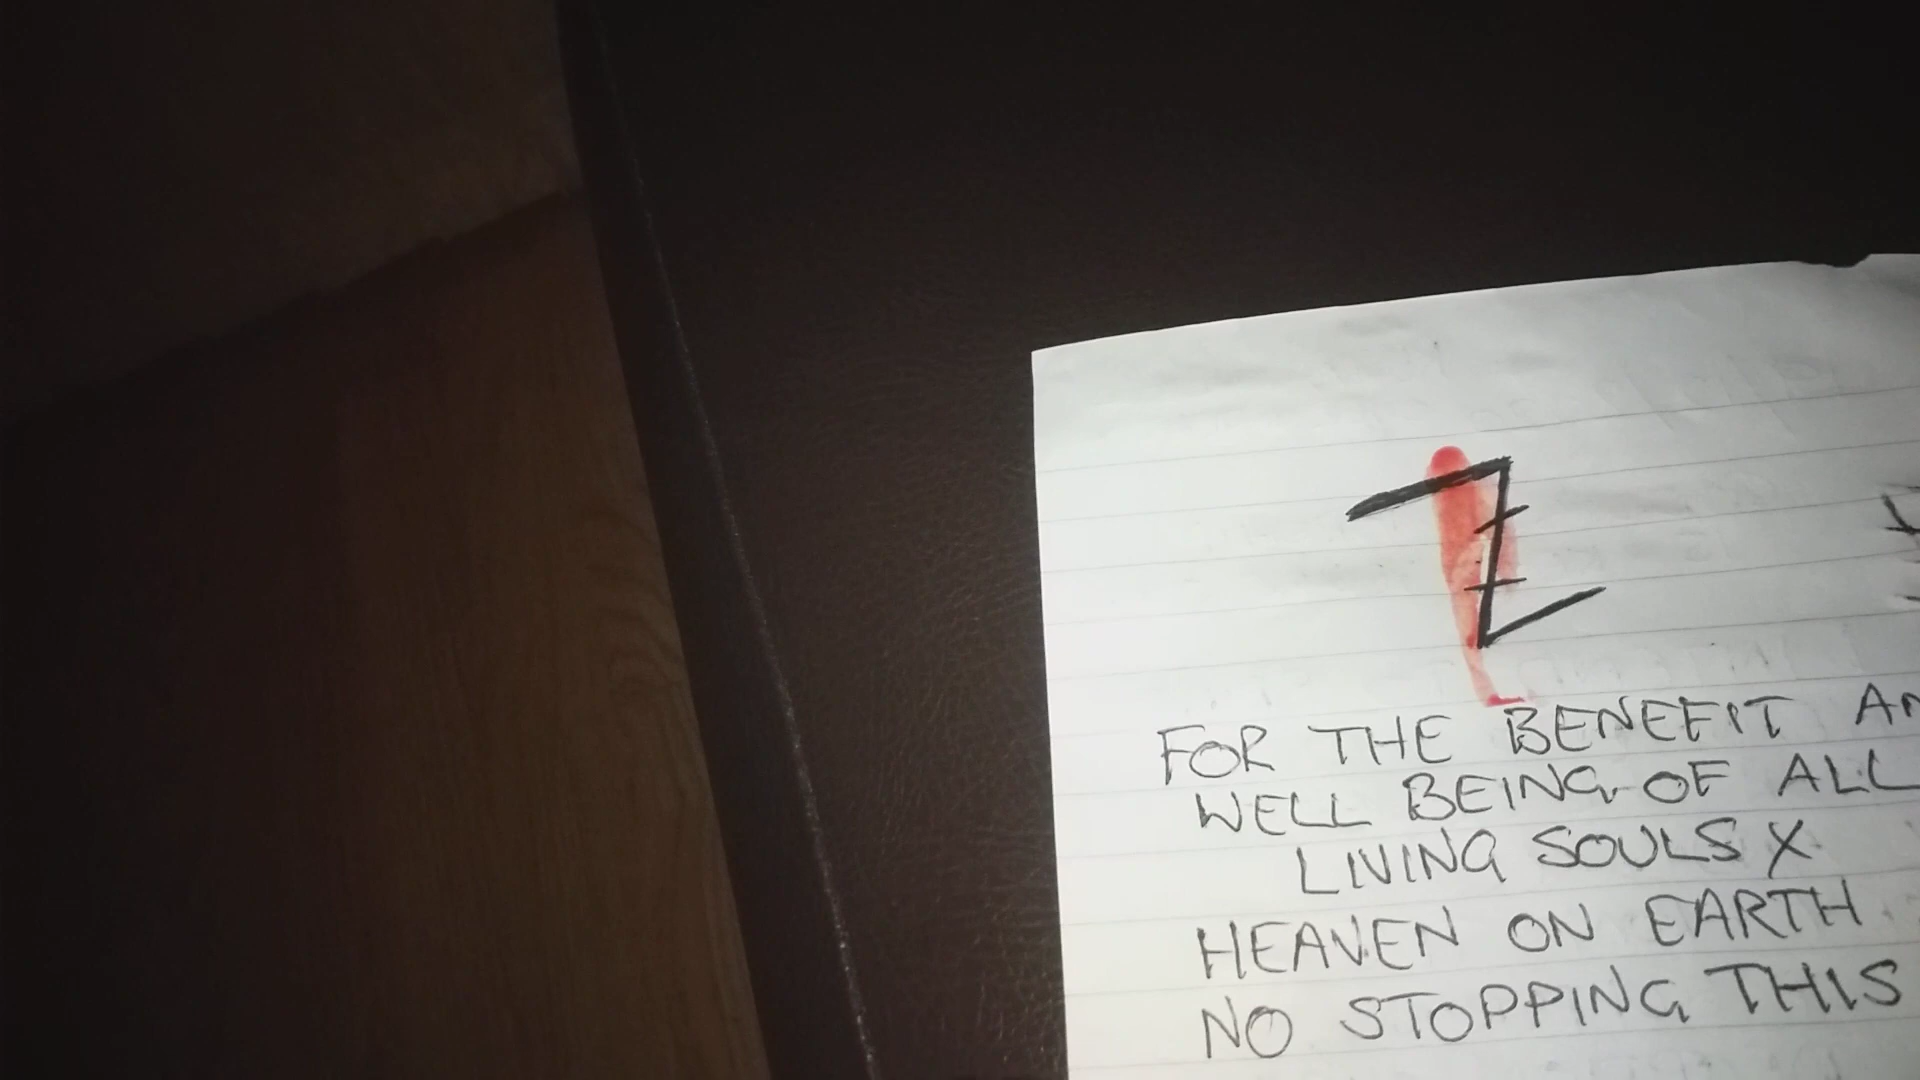 FOR THE BENEFIT
WELL BEING OF ALL
LIVING SOULS X
HEAVEN ON EARTH
NO STOPPING THIS